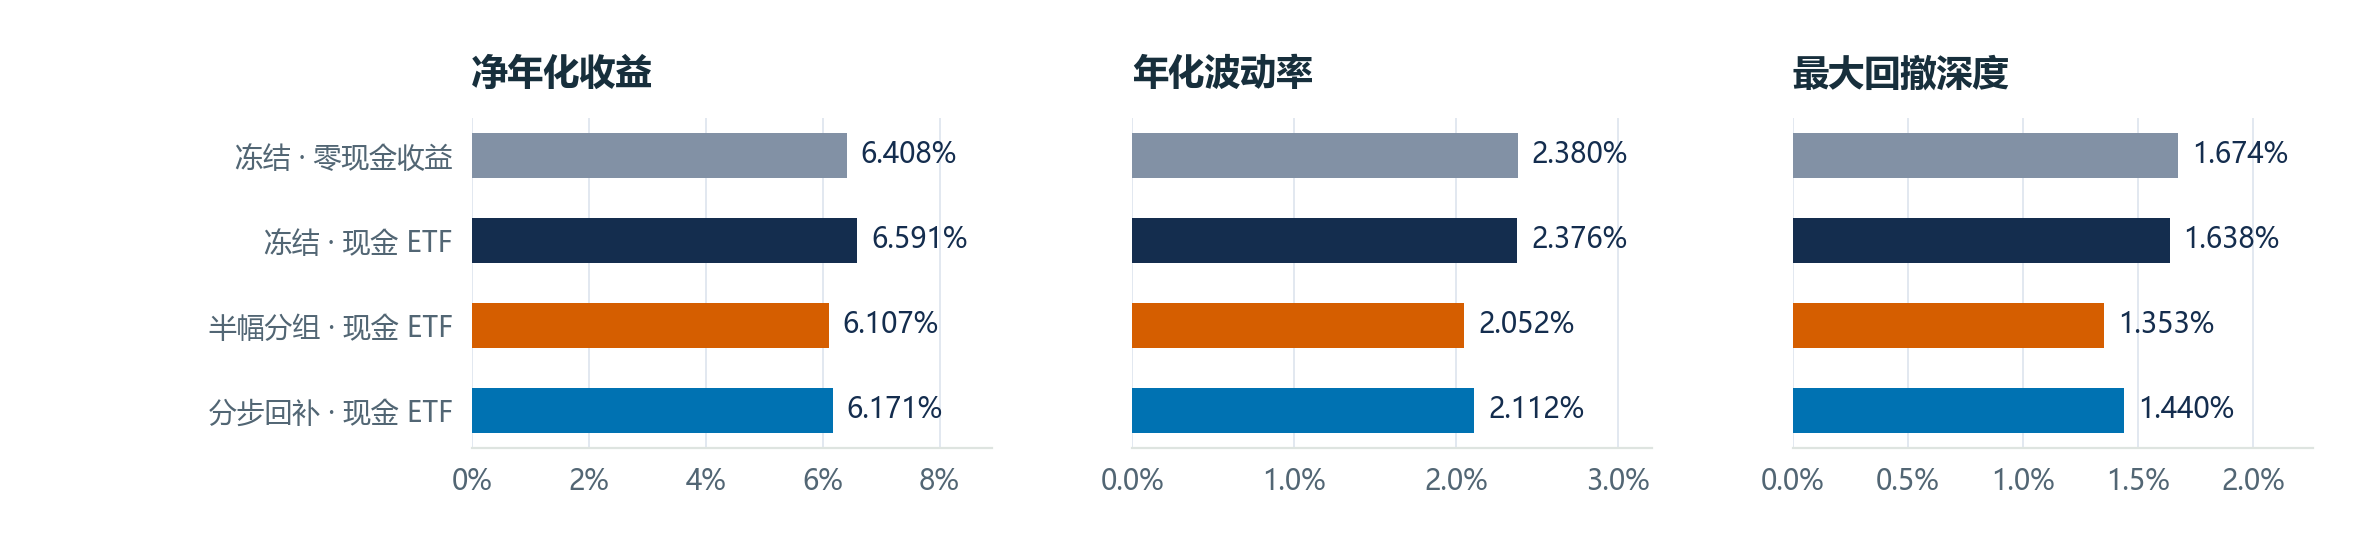 净年化收益
年化波动率
最大回撤深度
冻结 · 零现金收益
6.408%
2.380%
1.674%
冻结 · 现金 ETF
6.591%
2.376%
1.638%
半幅分组 · 现金 ETF
6.107%
2.052%
1.353%
分步回补 · 现金 ETF
6.171%
2.112%
1.440%
0% 2% 4% 6% 8%
0.0% 1.0% 2.0% 3.0%
0.0% 0.5% 1.0% 1.5% 2.0%